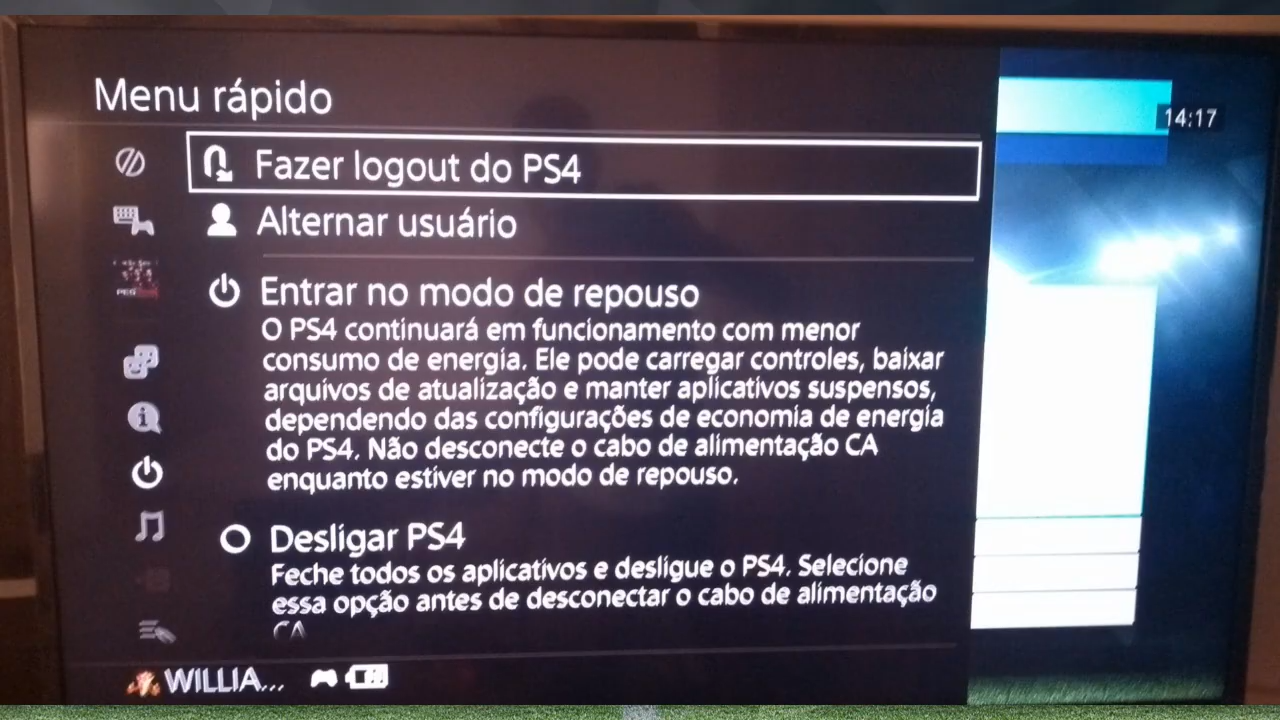 Menu rápido
14:17
Fazer logout do PS4
Alternar usuário
Entrar no modo de repouso
O PS4 continuará em funcionamento com menor
consumo de energia. Ele pode carregar controles, baixar
arquivos de atualização e manter aplicativos suspensos,
dependendo das configurações de economia de energia
do PS4. Não desconecte o cabo de alimentação CA
enquanto estiver no modo de repouso.
Desligar PS4
Feche todos os aplicativos e desligue o PS4. Selecione
essa opção antes de desconectar o cabo de alimentação
CA
WILLIA...